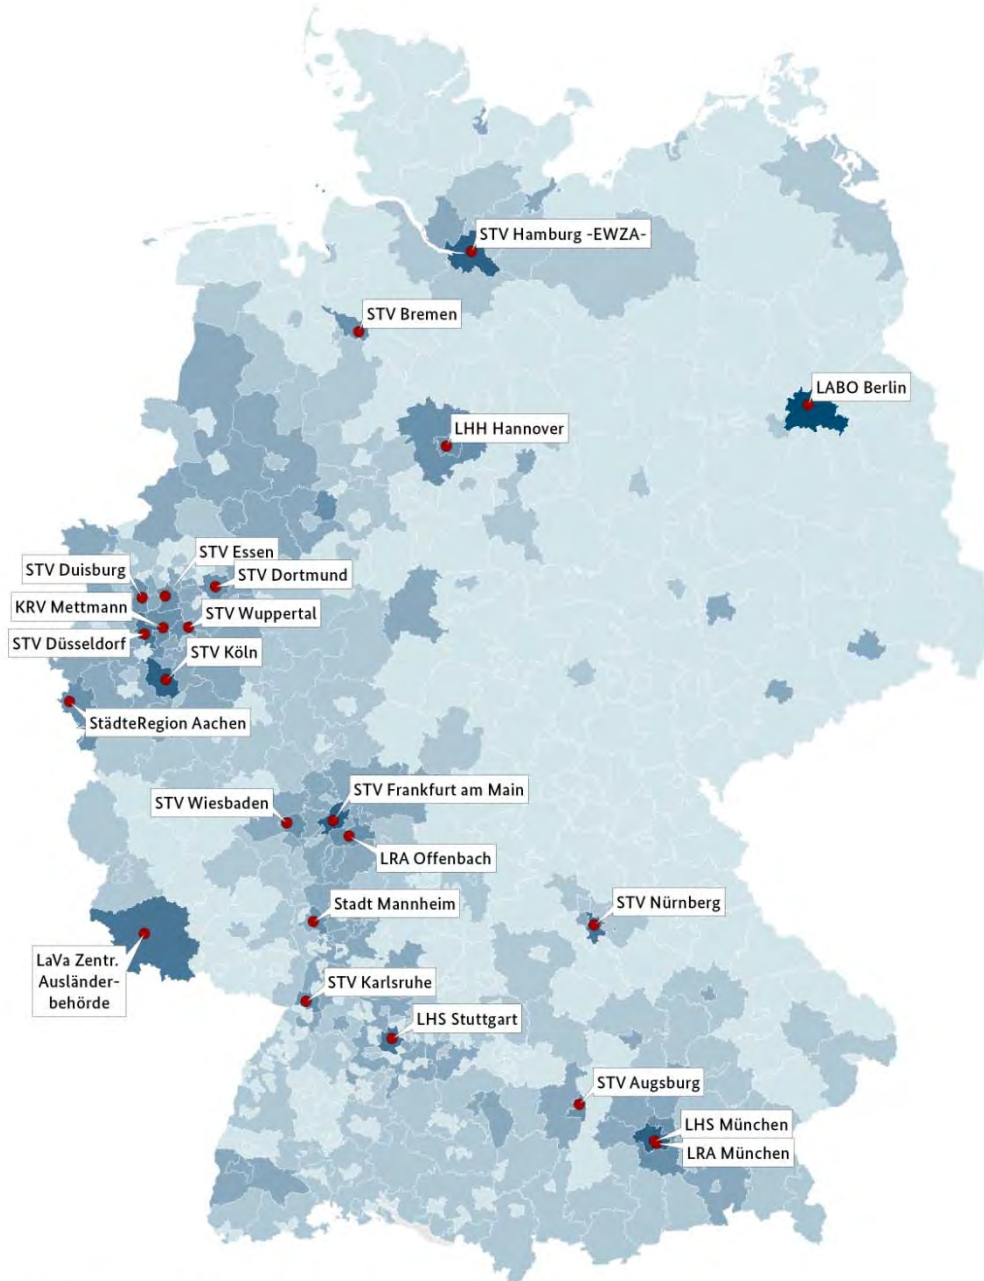 STV Hamburg -EWZA-
STV Bremen
LABO Berlin
LHH Hannover
STV Essen
STV Duisburg
STV Dortmund
KRV Mettmann
STV Wuppertal
STV Düsseldorf
STV Köln
StädteRegion Aachen
STV Frankfurt am Main
STV Wiesbaden
LRA Offenbach
Stadt Mannheim
STV Nürnberg
LaVa Zentr.
Ausländer-
behörde
STV Karlsruhe
LHS Stuttgart
STV Augsburg
LHS München
LRA München